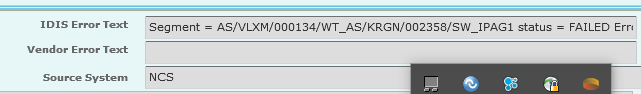 IDIS Error Text Segment = AS/VLXM/000134/WT_AS/KRGN/002358/SW_IPAG1 status = FAILED Erro
Vendor Error Text
Source System NCS